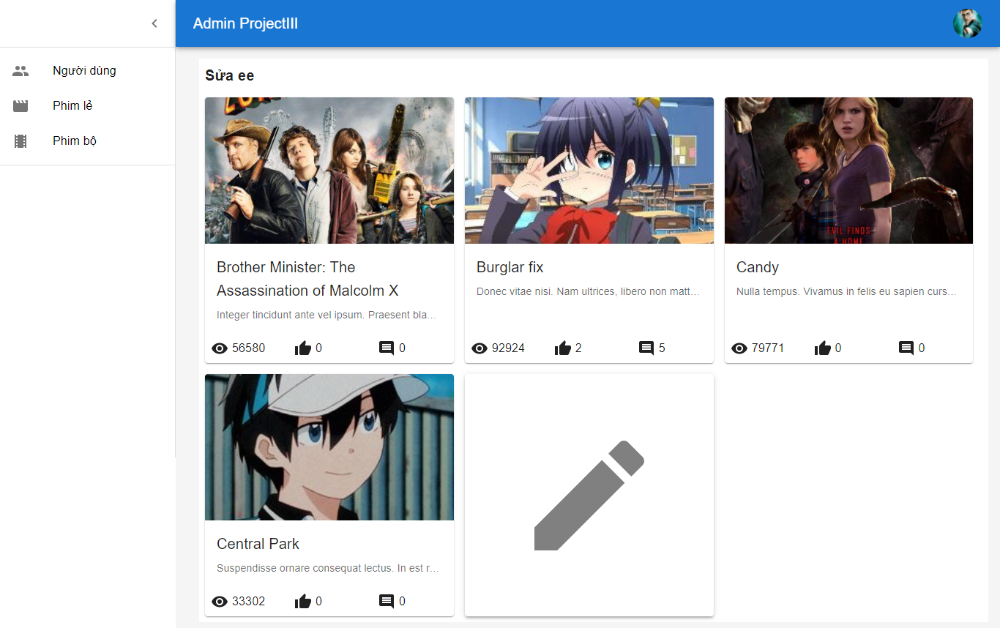 Admin ProjectIII
Người dùng
Phim lẻ
Phim bộ
Sửa ee
EVIL FINDS
A HOME
Brother Minister: The
Assassination of Malcolm X
Integer tincidunt ante vel ipsum. Praesent bla...
56580 0 0
Burglar fix
Donec vitae nisi. Nam ultrices, libero non matt...
92924 2 5
Candy
Nulla tempus. Vivamus in felis eu sapien curs...
79771 0 0
Central Park
Suspendisse ornare consequat lectus. In est r...
33302 0 0